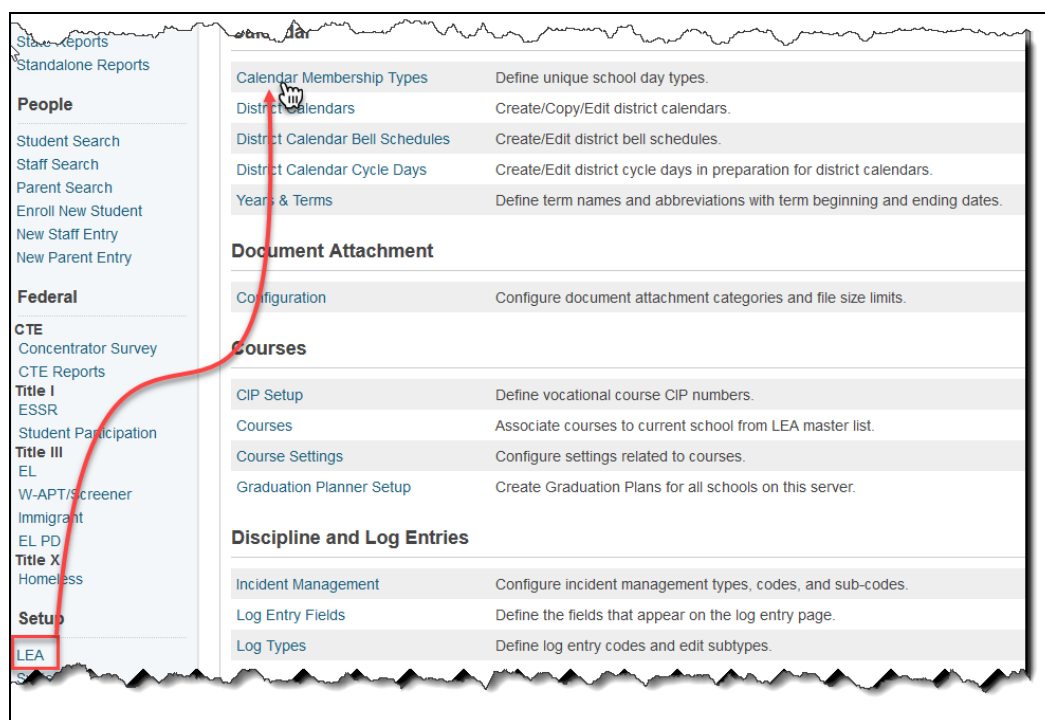 Reports
Standalone Reports
People
Student Search
Staff Search
Parent Search
Enroll New Student
New Staff Entry
New Parent Entry
Federal
CTE
Concentrator Survey
CTE Reports
Title I
ESSR
Student Participation
Title III
EL
W-APT/Screener
Immigrant
EL PD
Title X
Homeless
Setup
LEA
Calendar Membership Types Define unique school day types.
District Calendars Create/Copy/Edit district calendars.
District Calendar Bell Schedules Create/Edit district bell schedules.
District Calendar Cycle Days Create/Edit district cycle days in preparation for district calendars.
Years & Terms Define term names and abbreviations with term beginning and ending dates.
Document Attachment
Configuration Configure document attachment categories and file size limits.
Courses
CIP Setup Define vocational course CIP numbers.
Courses Associate courses to current school from LEA master list.
Course Settings Configure settings related to courses.
Graduation Planner Setup Create Graduation Plans for all schools on this server.
Discipline and Log Entries
Incident Management Configure incident management types, codes, and sub-codes.
Log Entry Fields Define the fields that appear on the log entry page.
Log Types Define log entry codes and edit subtypes.